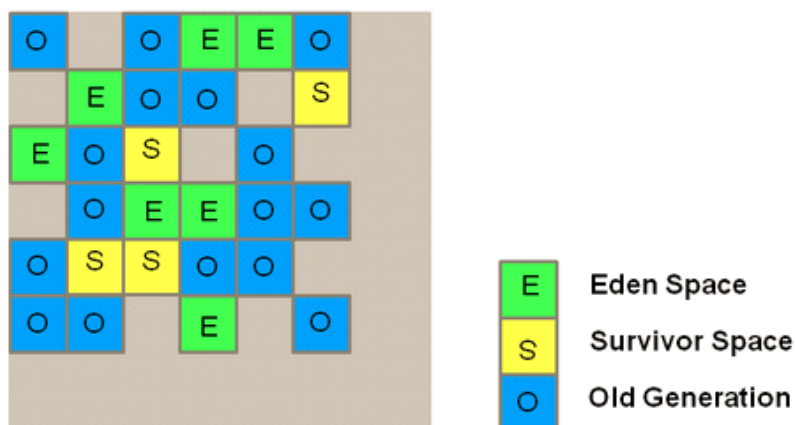 O O E E O
E O O S
E O S O
O E E O O
O S S O O
O O E O
E Eden Space
S Survivor Space
O Old Generation